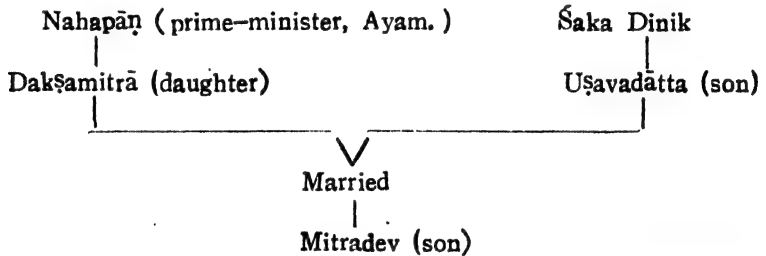 Nahapāṇ ( prime-minister, Ayam. ) Śaka Dinik
Dakṣamitrā (daughter) Uṣavadātta (son)
Married
Mitradev (son)